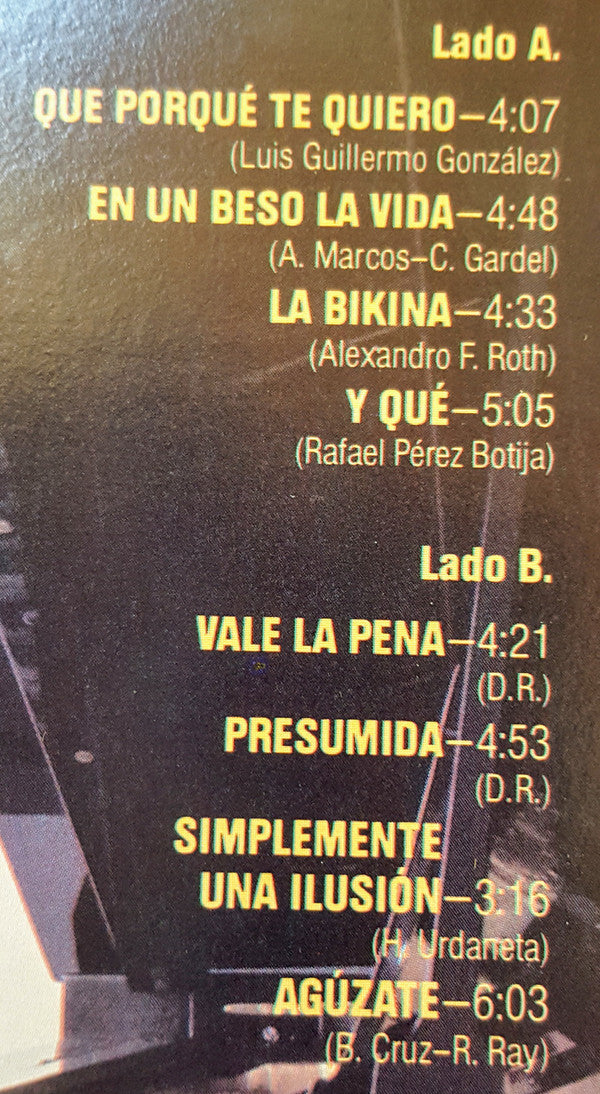 Lado A.
QUE PORQUÉ TE QUIERO–4:07
(Luis Guillermo González)
EN UN BESO LA VIDA–4:48
(A. Marcos–C. Gardel)
LA BIKINA–4:33
(Alexandro F. Roth)
Y QUÉ–5:05
(Rafael Pérez Botija)
Lado B.
VALE LA PENA–4:21
(D.R.)
PRESUMIDA–4:53
(D.R.)
SIMPLEMENTE
UNA ILUSIÓN–3:16
(H. Urdaneta)
AGÚZATE–6:03
(B. Cruz–R. Ray)